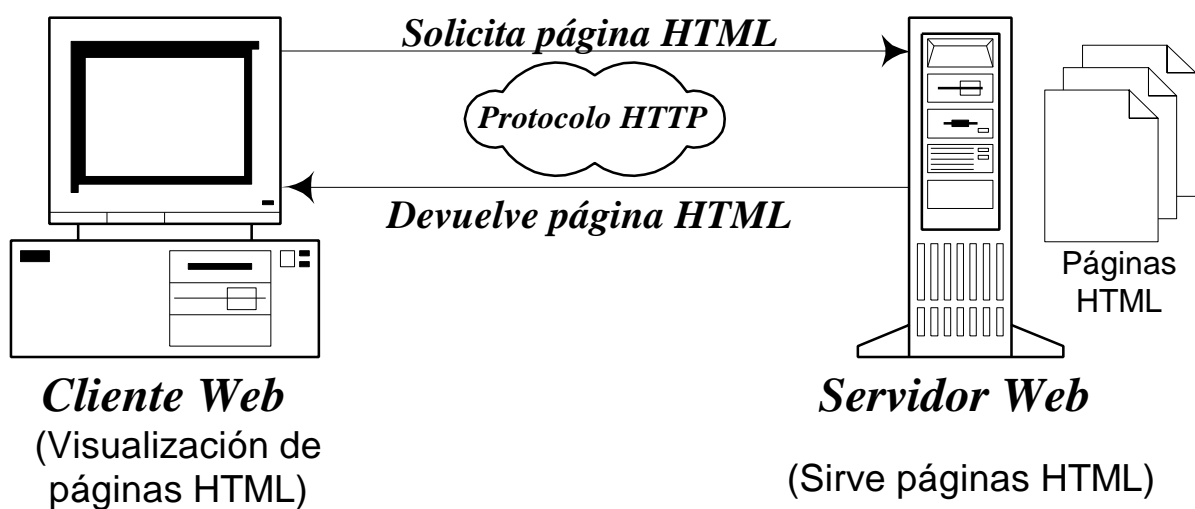 Solicita página HTML
Protocolo HTTP
Devuelve página HTML
Páginas
HTML
Cliente Web
(Visualización de
páginas HTML)
Servidor Web
(Sirve páginas HTML)